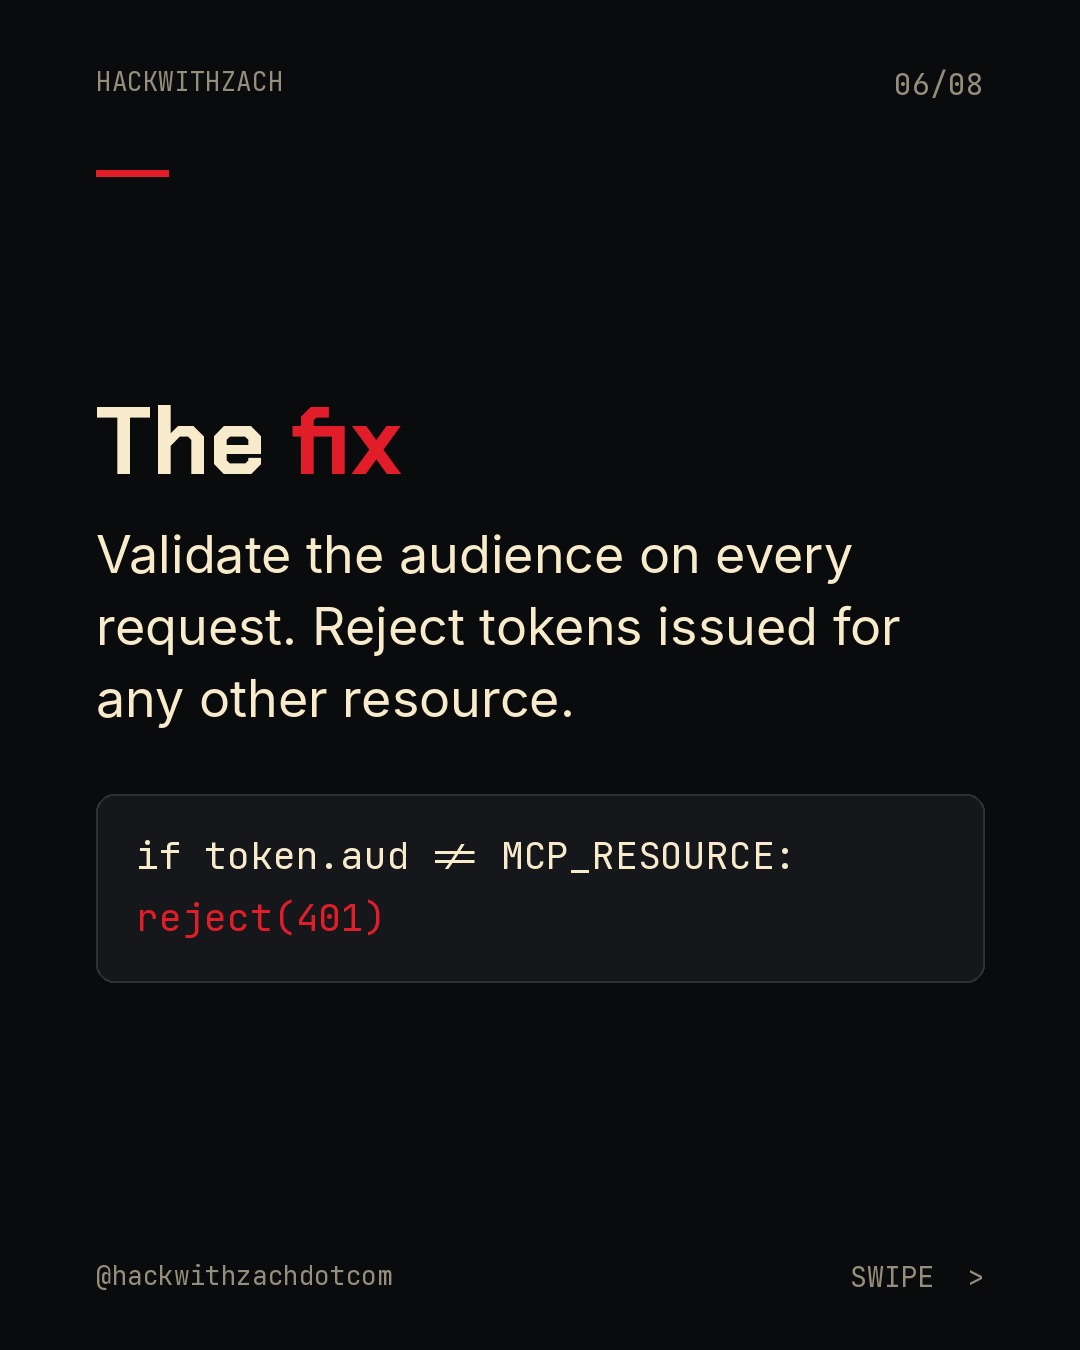 HACKWITHZACH
06/08
The fix
Validate the audience on every
request. Reject tokens issued for
any other resource.
if token.aud != MCP_RESOURCE:
reject(401)
@hackwithzachdotcom
SWIPE >